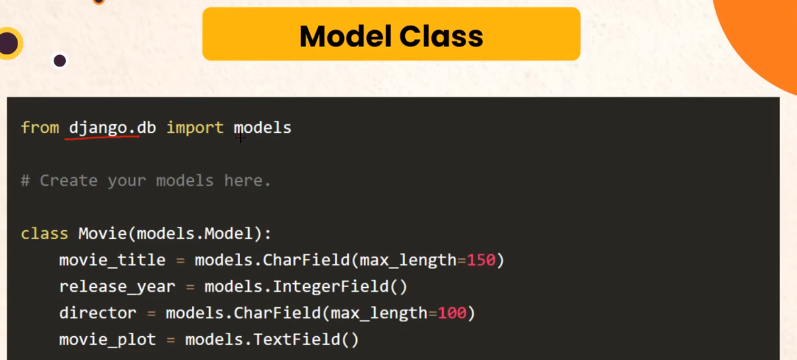 Model Class
from django.db import models
# Create your models here.
class Movie(models.Model):
    movie_title = models.CharField(max_length=150)
    release_year = models.IntegerField()
    director = models.CharField(max_length=100)
    movie_plot = models.TextField()